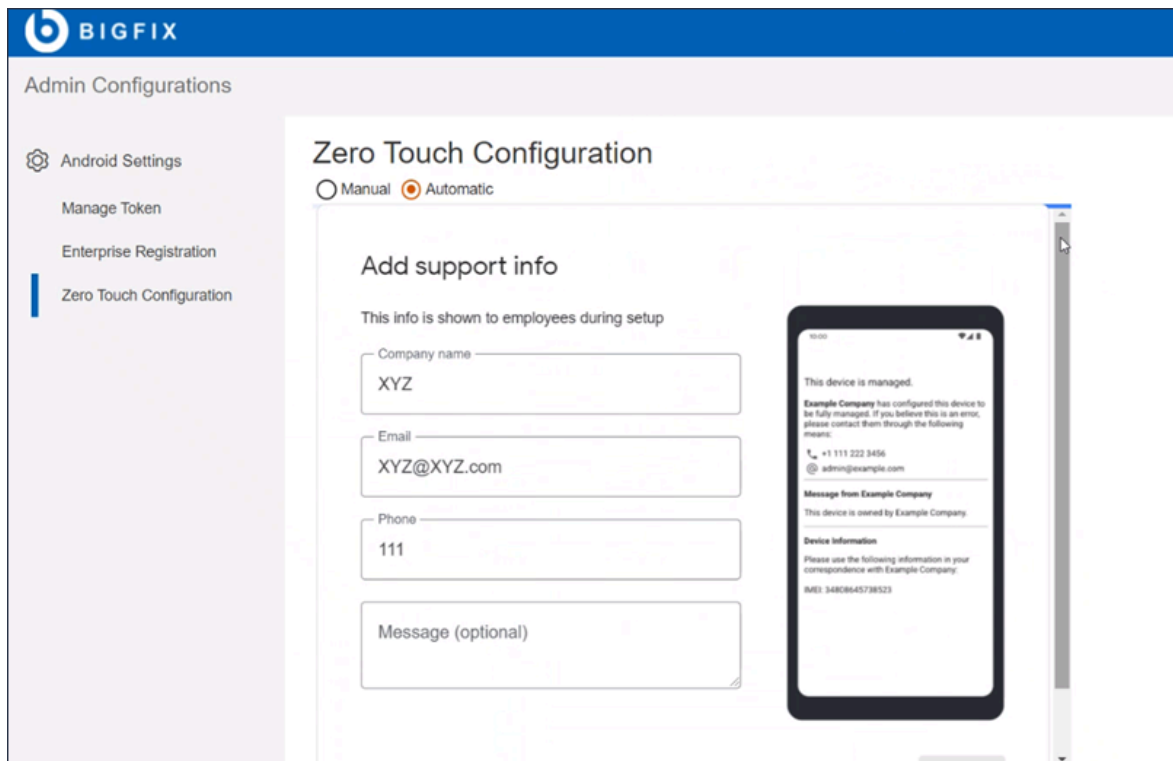 BIGFIX
Admin Configurations
Android Settings
Manage Token
Enterprise Registration
Zero Touch Configuration
Zero Touch Configuration
Manual Automatic
Add support info
This info is shown to employees during setup
Company name
XYZ
Email
XYZ@XYZ.com
Phone
111
Message (optional)
10:00
This device is managed.
Example Company has configured this device to
be fully managed. If you believe this is an error,
please contact them through the following
means:
+1 111 222 3456
admin@example.com
Message from Example Company
This device is owned by Example Company.
Device Information
Please use the following information in your
correspondence with Example Company:
IMEI: 34808645738523